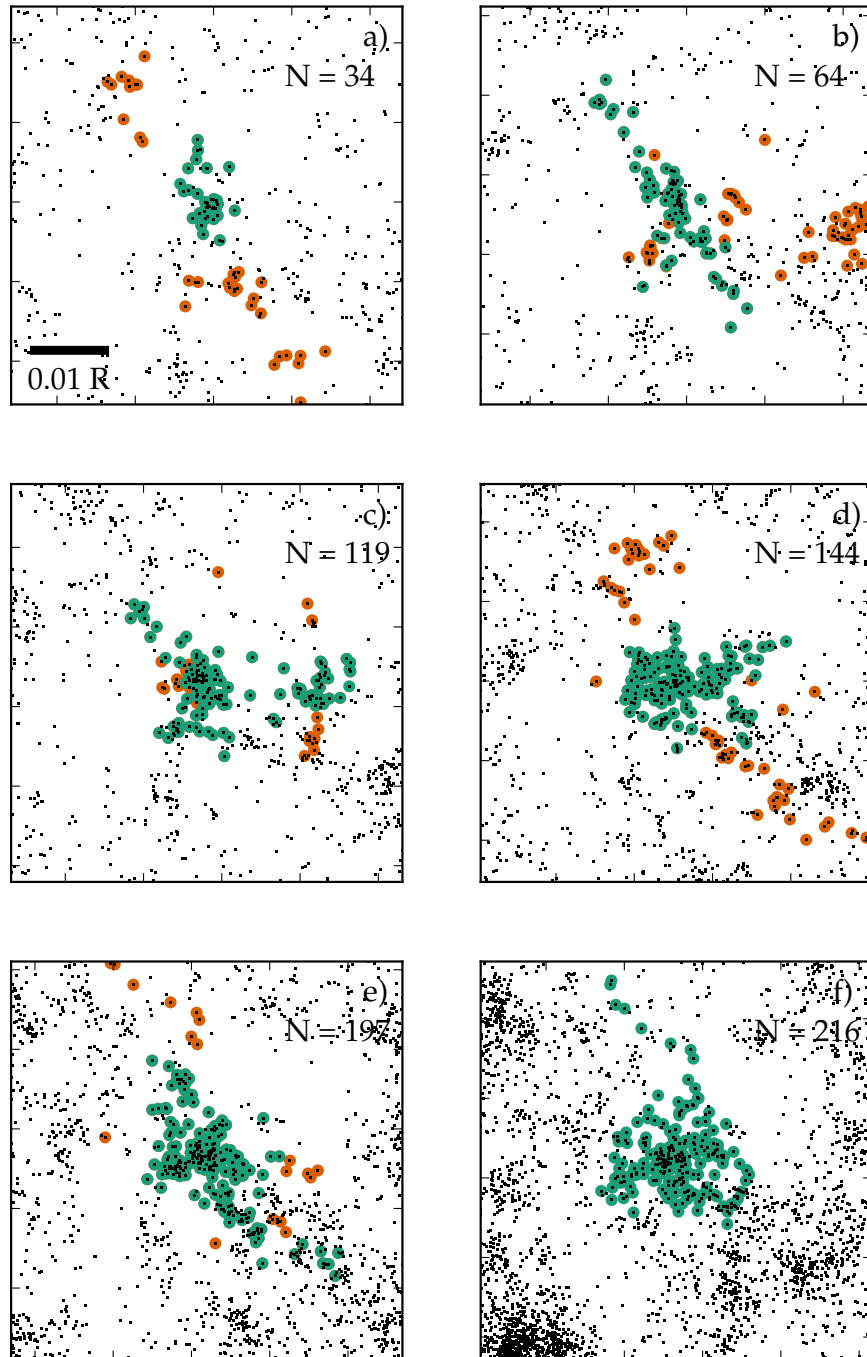 a)
N = 34
0.01 R
b)
N = 64
c)
N = 119
d)
N = 144
e)
N = 197
f)
N = 216